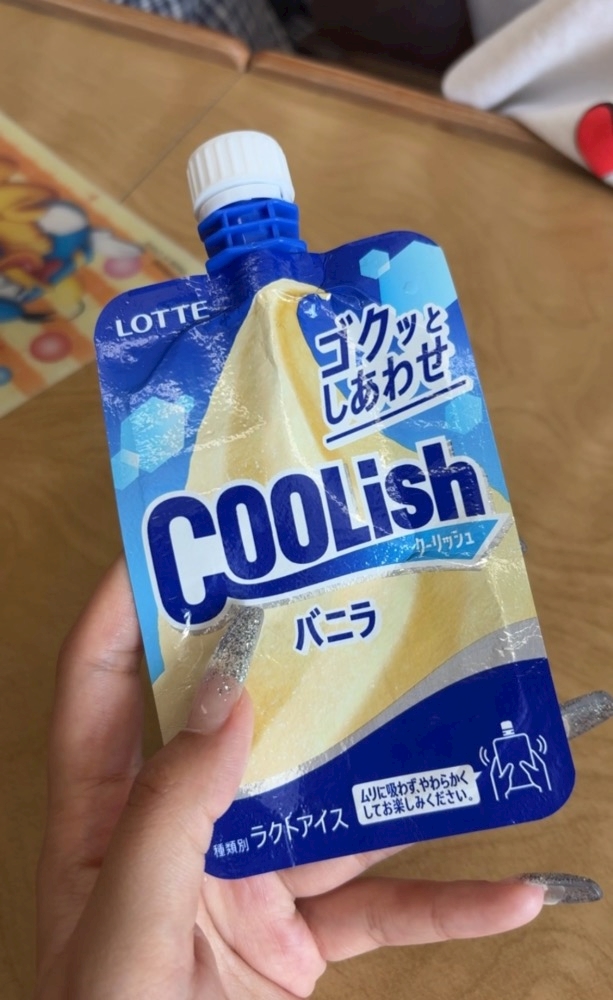 LOTTE
ゴクッと
しあわせ
COOLish
クーリッシュ
バニラ
ムリに吸わず、やわらかく
してお楽しみください。
種類別 ラクトアイス